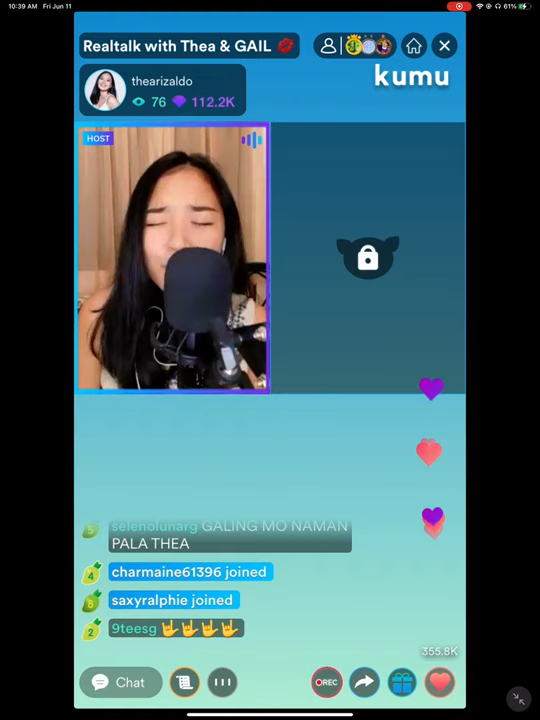 10:39 AM Fri Jun 11
61%
Realtalk with Thea & GAIL 💋
kumu
thearizaldo
76 112.2K
HOST
selenolunarg GALING MO NAMAN
PALA THEA
4 charmaine61396 joined
8 saxyralphie joined
2 9teesg 🤟🤟🤟🤟
355.8K
Chat
REC